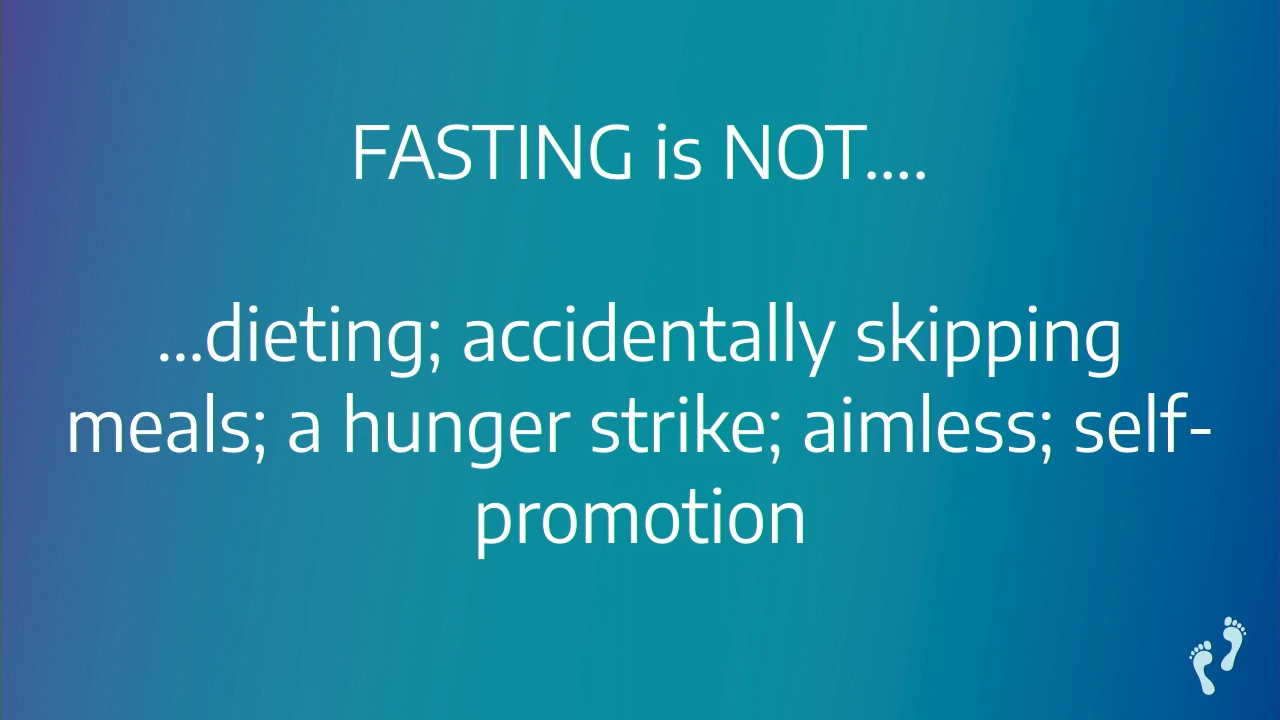 FASTING is NOT....
...dieting; accidentally skipping
meals; a hunger strike; aimless; self-
promotion